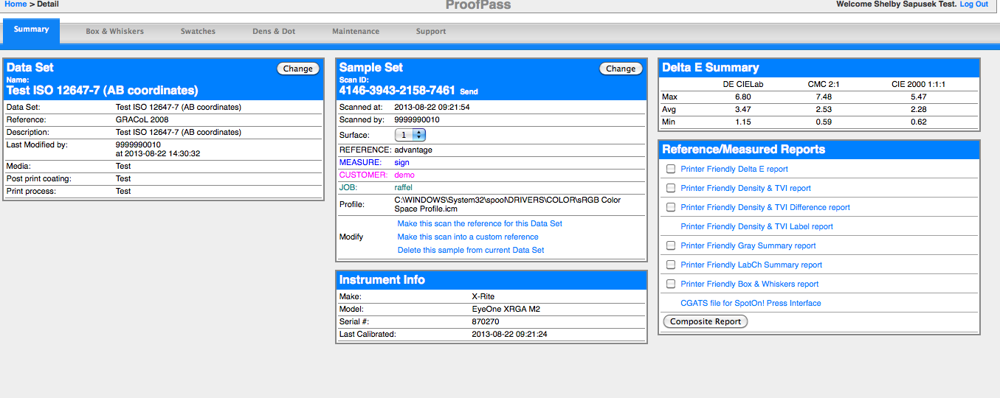 Home > Detail
ProofPass
Welcome Shelby Sapusek Test. Log Out
Summary
Box & Whiskers
Swatches
Dens & Dot
Maintenance
Support
Data Set
Change
Name:
Test ISO 12647-7 (AB coordinates)
Data Set: Test ISO 12647-7 (AB coordinates)
Reference: GRACoL 2008
Description: Test ISO 12647-7 (AB coordinates)
Last Modified by: 9999990010
at 2013-08-22 14:30:32
Media: Test
Post print coating: Test
Print process: Test
Sample Set
Change
Scan ID:
4146-3943-2158-7461 Send
Scanned at: 2013-08-22 09:21:54
Scanned by: 9999990010
Surface: 1
REFERENCE: advantage
MEASURE: sign
CUSTOMER: demo
JOB: raffel
Profile: C:\WINDOWS\System32\spool\DRIVERS\COLOR\sRGB Color
Space Profile.icm
Make this scan the reference for this Data Set
Modify Make this scan into a custom reference
Delete this sample from current Data Set
Instrument Info
Make: X-Rite
Model: EyeOne XRGA M2
Serial #: 870270
Last Calibrated: 2013-08-22 09:21:24
Delta E Summary
DE CIELab CMC 2:1 CIE 2000 1:1:1
Max 6.80 7.48 5.47
Avg 3.47 2.53 2.28
Min 1.15 0.59 0.62
Reference/Measured Reports
Printer Friendly Delta E report
Printer Friendly Density & TVI report
Printer Friendly Density & TVI Difference report
Printer Friendly Density & TVI Label report
Printer Friendly Gray Summary report
Printer Friendly LabCh Summary report
Printer Friendly Box & Whiskers report
CGATS file for SpotOn! Press Interface
Composite Report